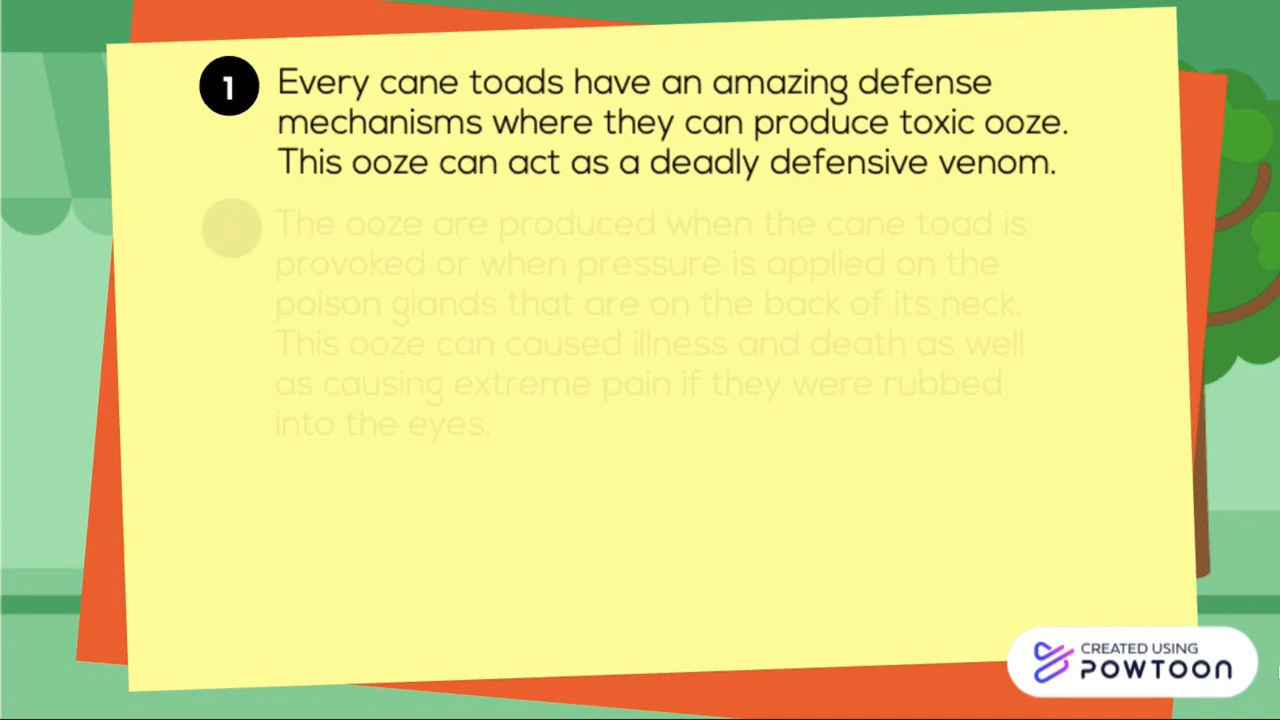 1
Every cane toads have an amazing defense
mechanisms where they can produce toxic ooze.
This ooze can act as a deadly defensive venom.
The ooze are produced when the cane toad is
provoked or when pressure is applied on the
poison glands that are on the back of its neck.
This ooze can caused illness and death as well
as causing extreme pain if they were rubbed
into the eyes.
CREATED USING
POWTOON